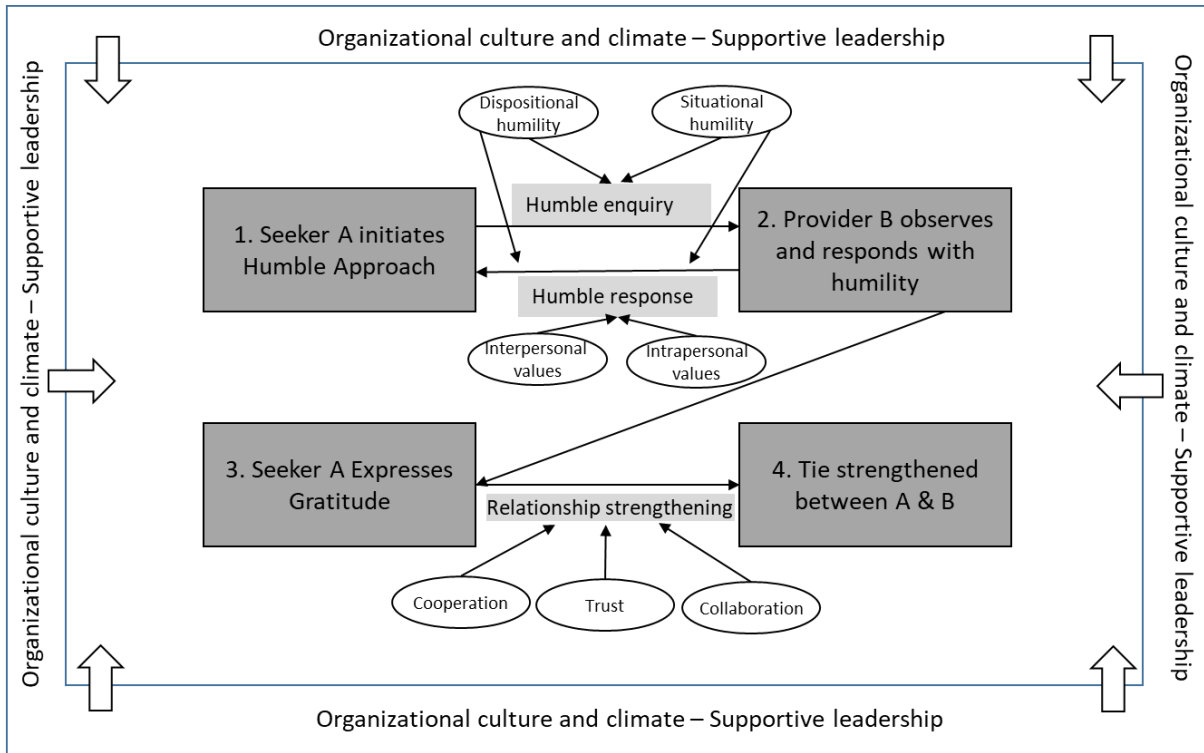 Organizational culture and climate – Supportive leadership
Organizational culture and climate – Supportive leadership
Organizational culture and climate – Supportive leadership
Dispositional
humility
Situational
humility
Humble enquiry
1. Seeker A initiates
Humble Approach
2. Provider B observes
and responds with
humility
Humble response
Interpersonal
values
Intrapersonal
values
3. Seeker A Expresses
Gratitude
4. Tie strengthened
between A & B
Relationship strengthening
Cooperation
Trust
Collaboration
Organizational culture and climate – Supportive leadership